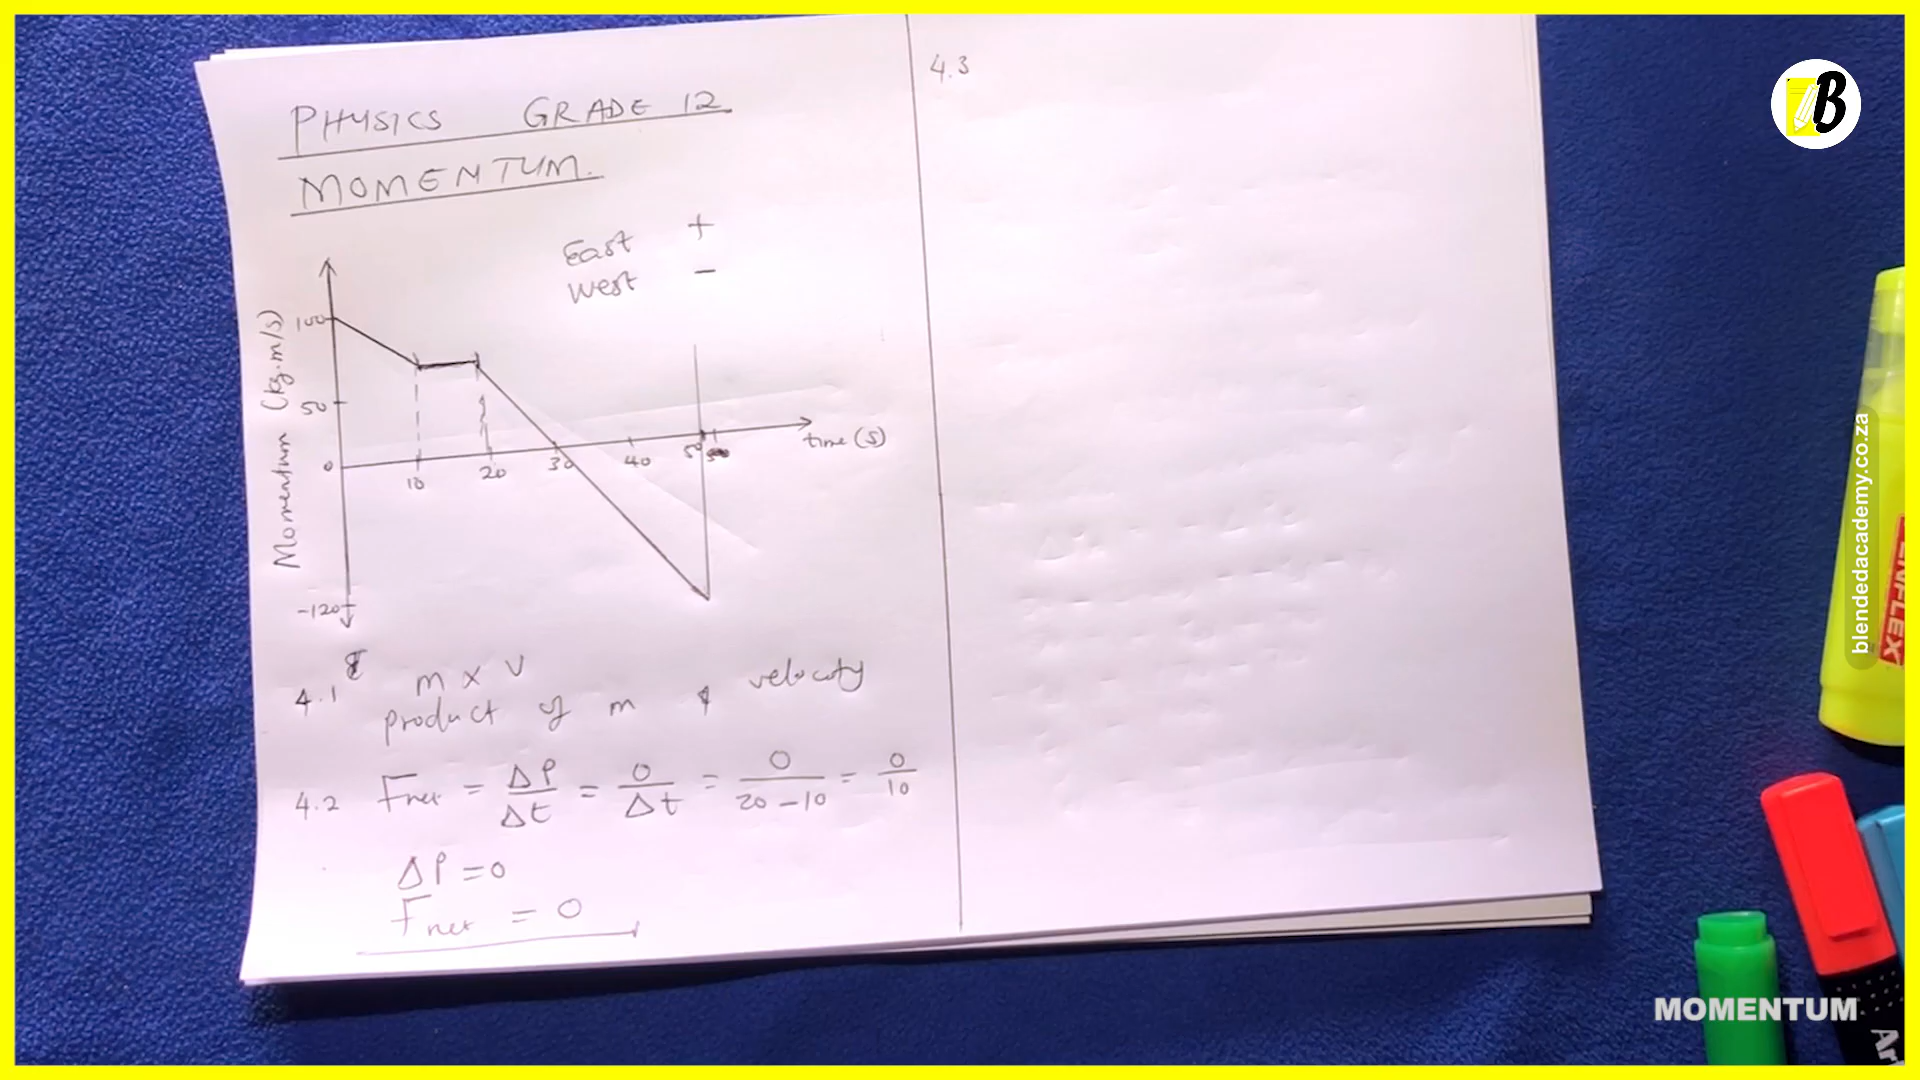 PHYSICS GRADE 12
MOMENTUM.
East +
West -
Momentum (kg.m/s)
100
50
0
-120
10
20
30
40
50
time (s)
4.1 m x v
product of m & velocity
4.2 Fnet = ΔP/Δt = 0/Δt = 0/20-10 = 0/10
ΔP = 0
Fnet = 0
4.3
B
blendedacademy.co.za
ENFLEX
MOMENTUM
Ar